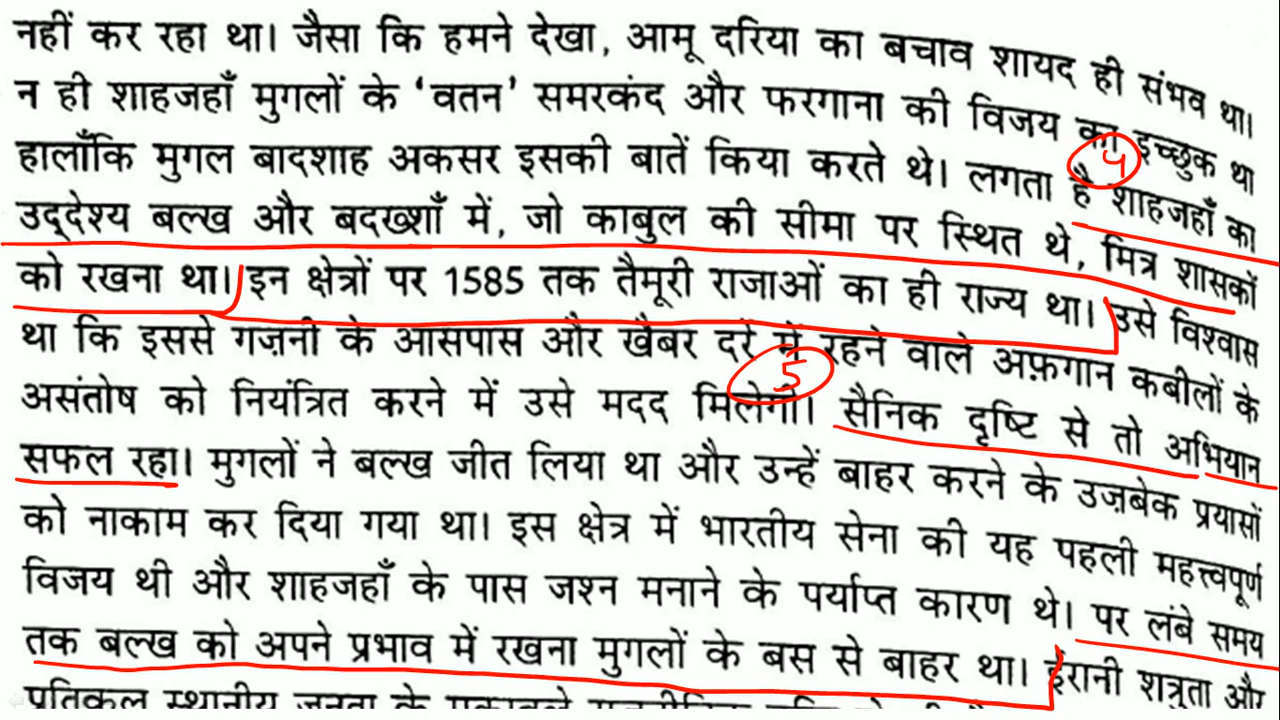 नहीं कर रहा था। जैसा कि हमने देखा, आमू दरिया का बचाव शायद ही संभव था।
न ही शाहजहाँ मुगलों के ‘वतन’ समरकंद और फरगाना की विजय का इच्छुक था
हालाँकि मुगल बादशाह अकसर इसकी बातें किया करते थे। लगता है शाहजहाँ का
4
उद्देश्य बल्ख और बदख्शाँ में, जो काबुल की सीमा पर स्थित थे, मित्र शासकों
को रखना था। इन क्षेत्रों पर 1585 तक तैमूरी राजाओं का ही राज्य था। उसे विश्वास
था कि इससे गज़नी के आसपास और खैबर दर्रे में रहने वाले अफ़गान कबीलों के
5
असंतोष को नियंत्रित करने में उसे मदद मिलेगी। सैनिक दृष्टि से तो अभियान
सफल रहा। मुगलों ने बल्ख जीत लिया था और उन्हें बाहर करने के उज़बेक प्रयासों
को नाकाम कर दिया गया था। इस क्षेत्र में भारतीय सेना की यह पहली महत्त्वपूर्ण
विजय थी और शाहजहाँ के पास जश्न मनाने के पर्याप्त कारण थे। पर लंबे समय
तक बल्ख को अपने प्रभाव में रखना मुगलों के बस से बाहर था। ईरानी शत्रुता और
प्रतिकूल स्थानीय जनता के